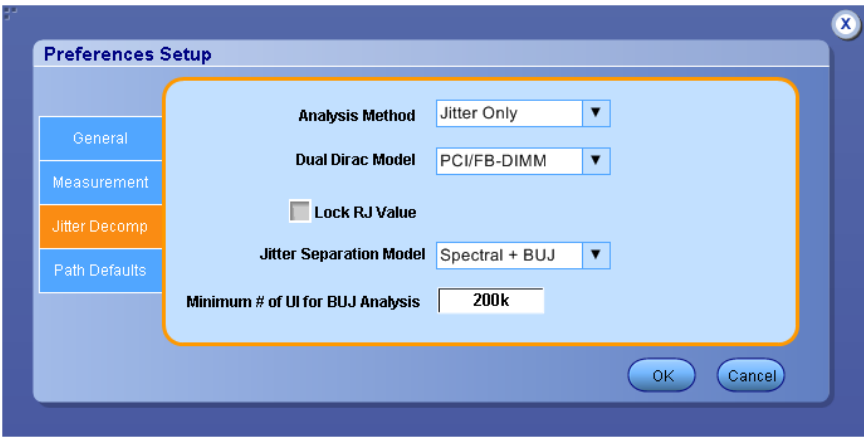 X
Preferences Setup
Analysis Method Jitter Only ▼
General
Dual Dirac Model PCI/FB-DIMM ▼
Measurement
Lock RJ Value
Jitter Decomp
Jitter Separation Model Spectral + BUJ ▼
Path Defaults
Minimum # of UI for BUJ Analysis 200k
OK Cancel